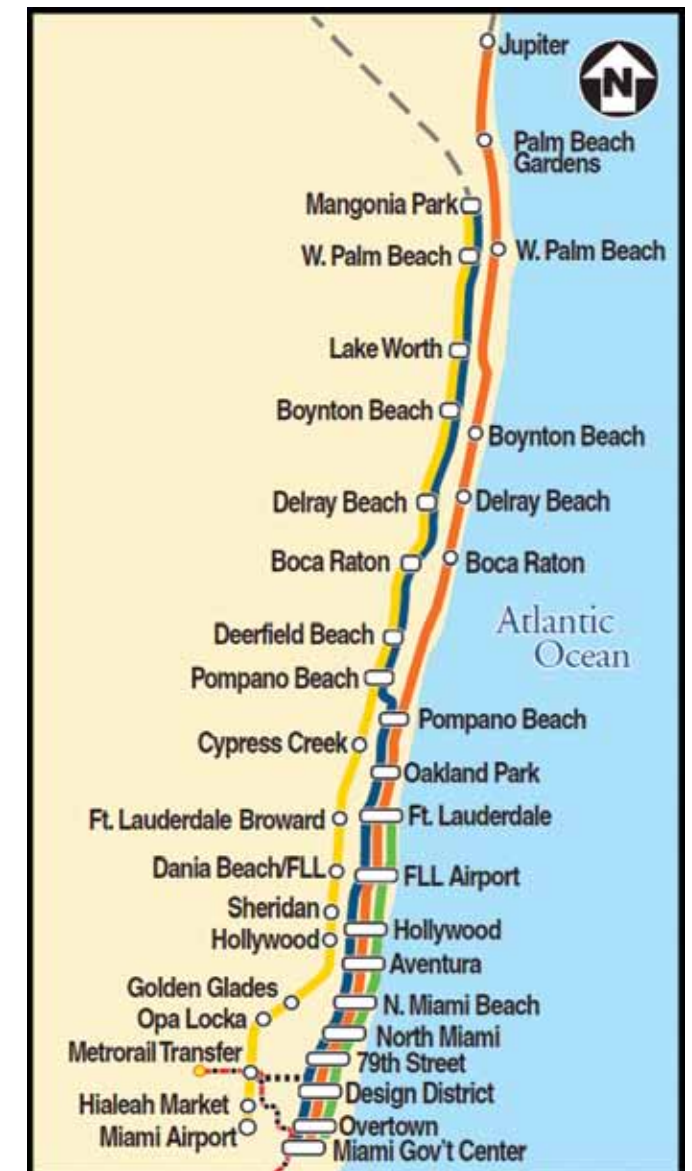 Jupiter
N
Palm Beach
Gardens
Mangonia Park
W. Palm Beach
W. Palm Beach
Lake Worth
Boynton Beach
Boynton Beach
Delray Beach
Delray Beach
Boca Raton
Boca Raton
Atlantic
Ocean
Deerfield Beach
Pompano Beach
Pompano Beach
Cypress Creek
Oakland Park
Ft. Lauderdale Broward
Ft. Lauderdale
Dania Beach/FLL
FLL Airport
Sheridan
Hollywood
Hollywood
Aventura
Golden Glades
N. Miami Beach
Opa Locka
North Miami
Metrorail Transfer
79th Street
Design District
Hialeah Market
Miami Airport
Overtown
Miami Gov't Center